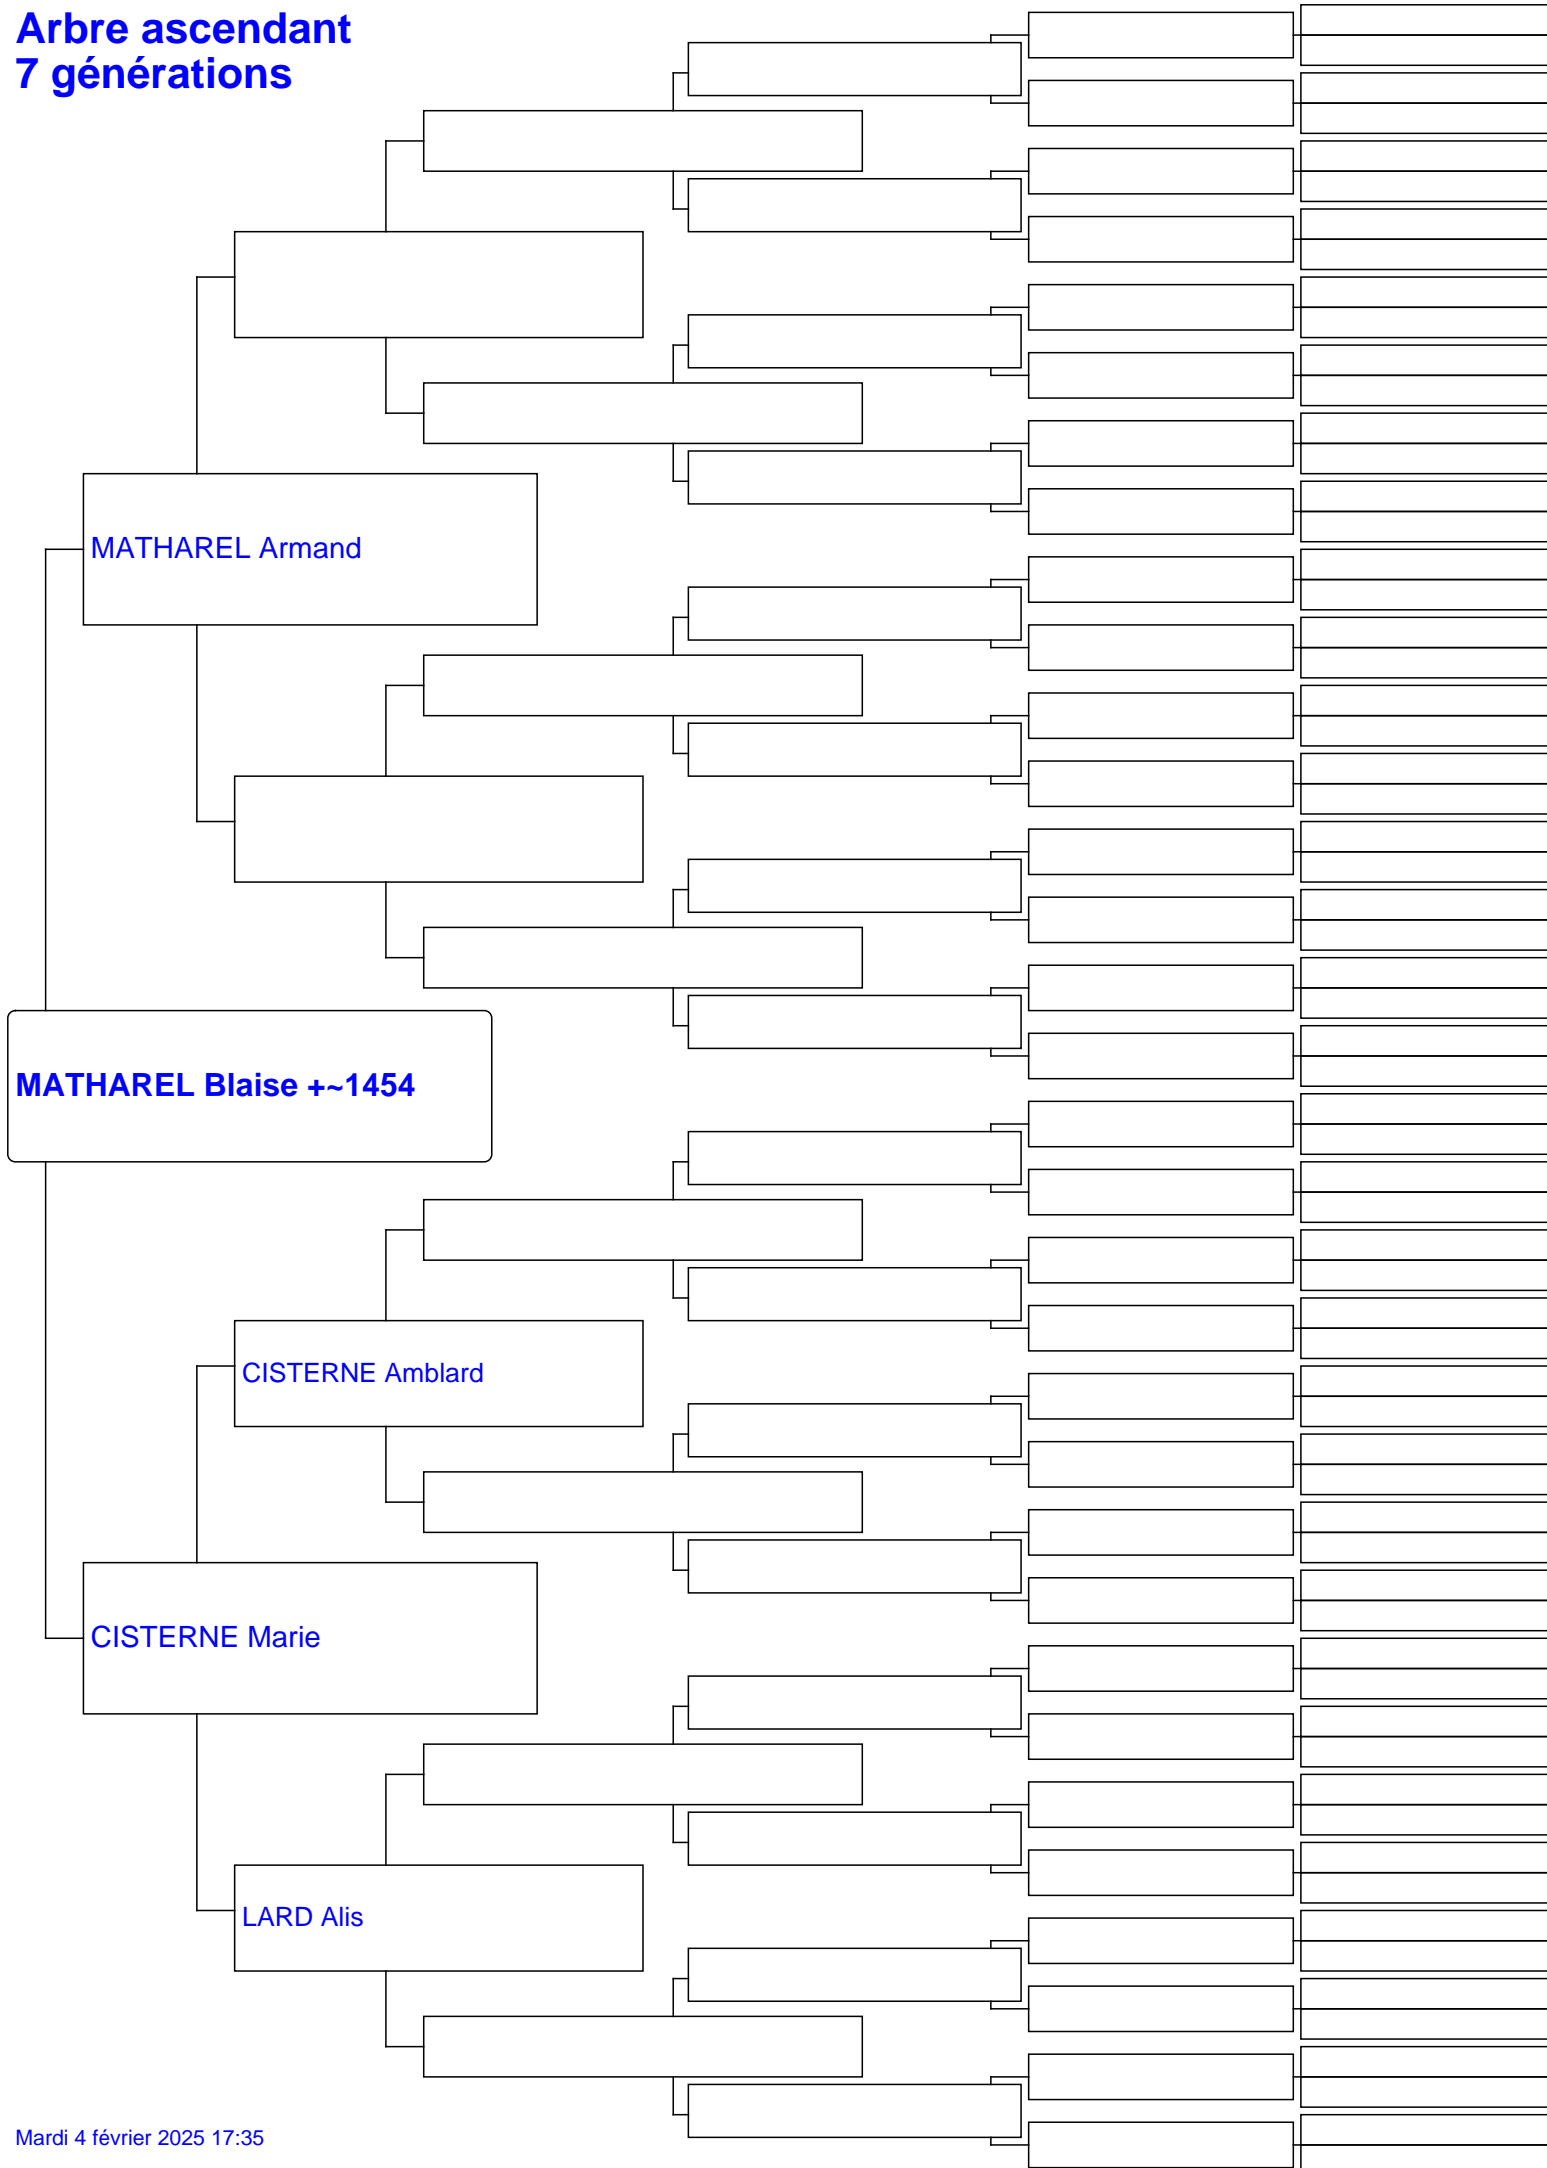 Arbre ascendant
7 générations
MATHAREL Armand
MATHAREL Blaise +~1454
CISTERNE Amblard
CISTERNE Marie
LARD Alis
Mardi 4 février 2025 17:35